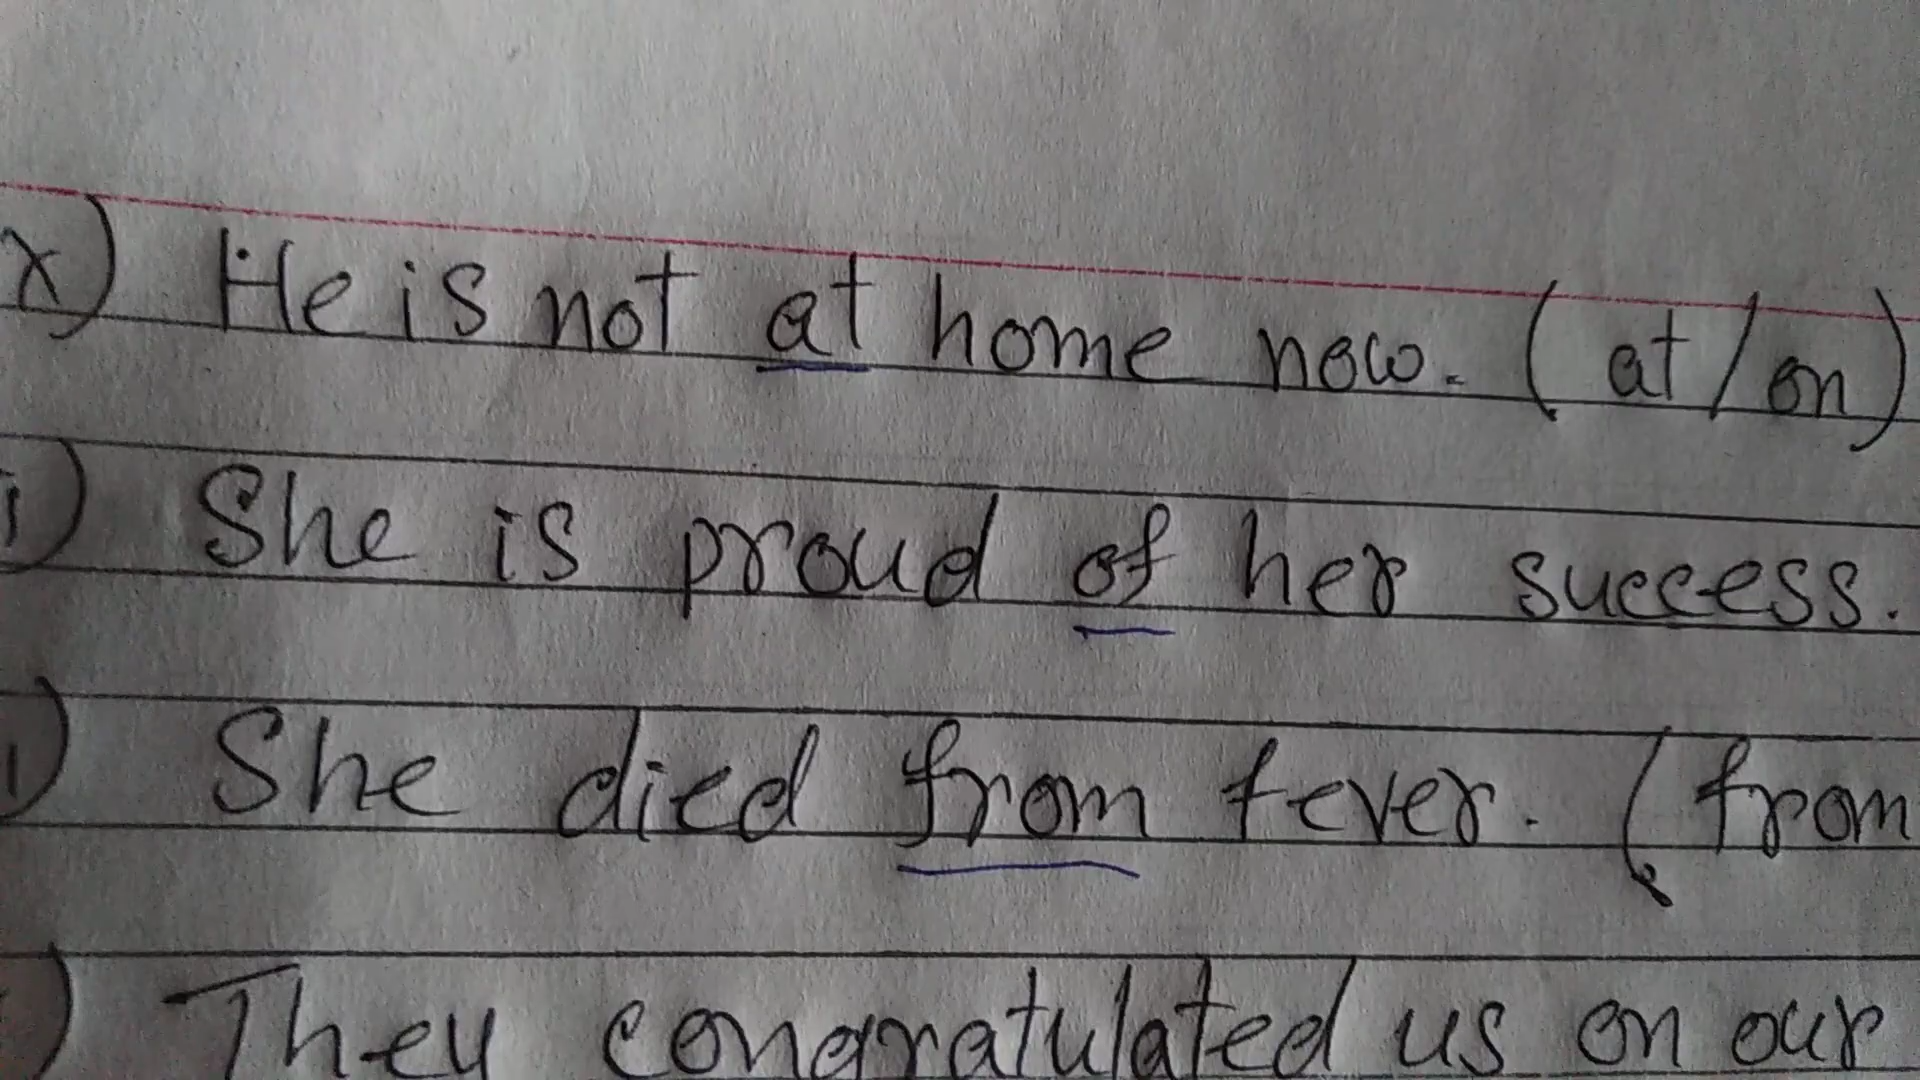 x) He is not at home now. (at/on)
i) She is proud of her success.
i) She died from fever. (from
) They congratulated us on our